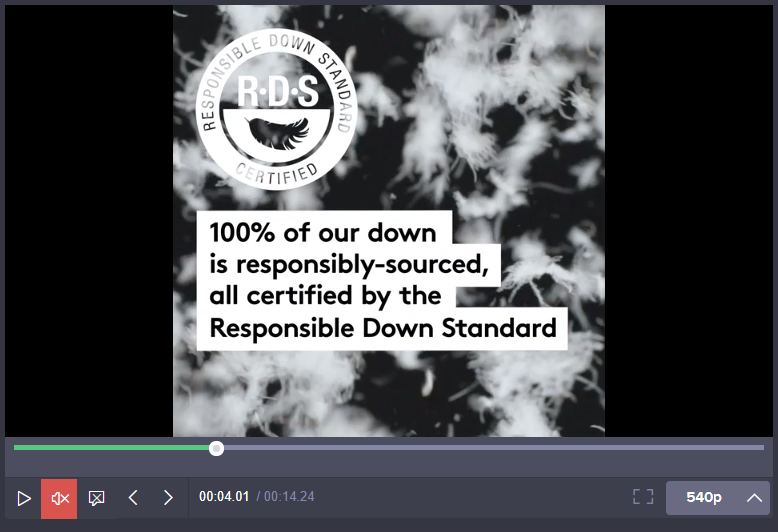 RESPONSIBLE DOWN STANDARD
R·D·S
CERTIFIED
100% of our down
is responsibly-sourced,
all certified by the
Responsible Down Standard
00:04.01 / 00:14.24
540p